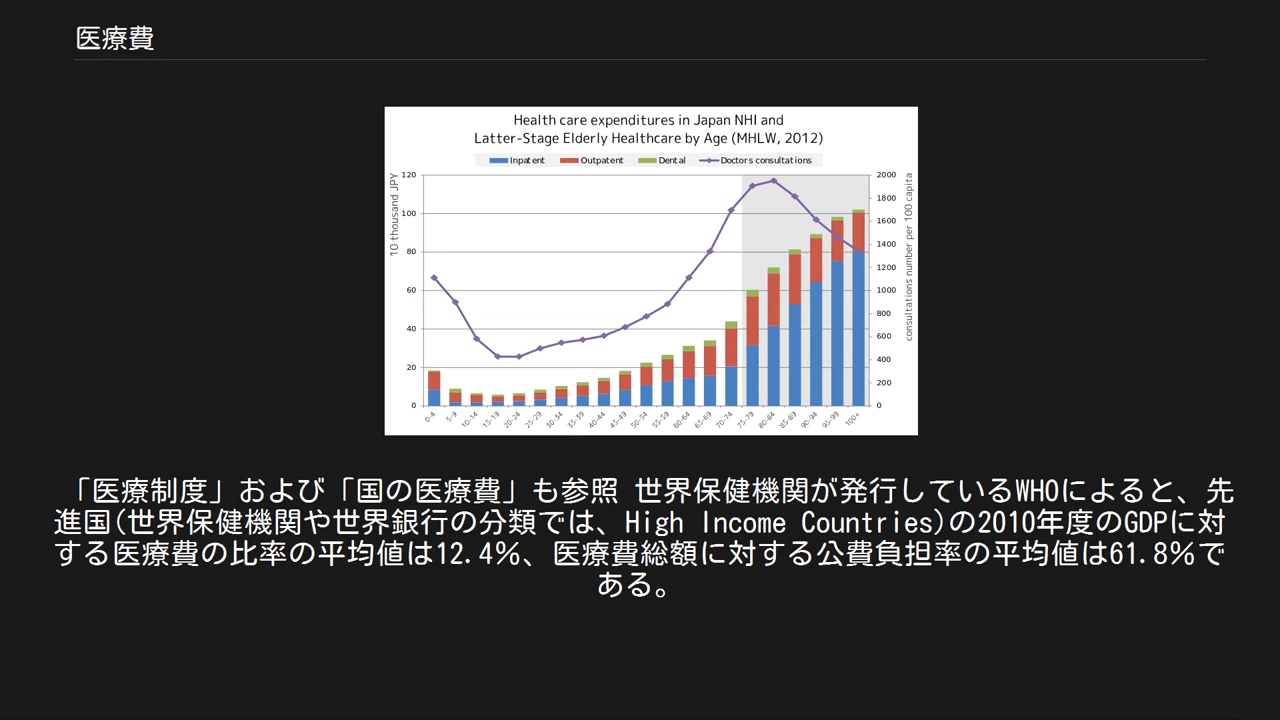 医療費
Health care expenditures in Japan NHI and
Latter-Stage Elderly Healthcare by Age (MHLW, 2012)
Inpatent Outpatent Dental Doctors consultations
10 thousand JPY
120
100
80
60
40
20
0
2000
1800
1600
1400
1200
1000
800
600
400
200
0
consultations number per 100 capita
0-4 5-9 10-14 15-19 20-24 25-29 30-34 35-39 40-44 45-49 50-54 55-59 60-64 65-69 70-74 75-79 80-84 85-89 90-94 95-99 100+
「医療制度」および「国の医療費」も参照 世界保健機関が発行しているWHOによると、先
進国(世界保健機関や世界銀行の分類では、High Income Countries)の2010年度のGDPに対
する医療費の比率の平均値は12.4%、医療費総額に対する公費負担率の平均値は61.8%で
ある。